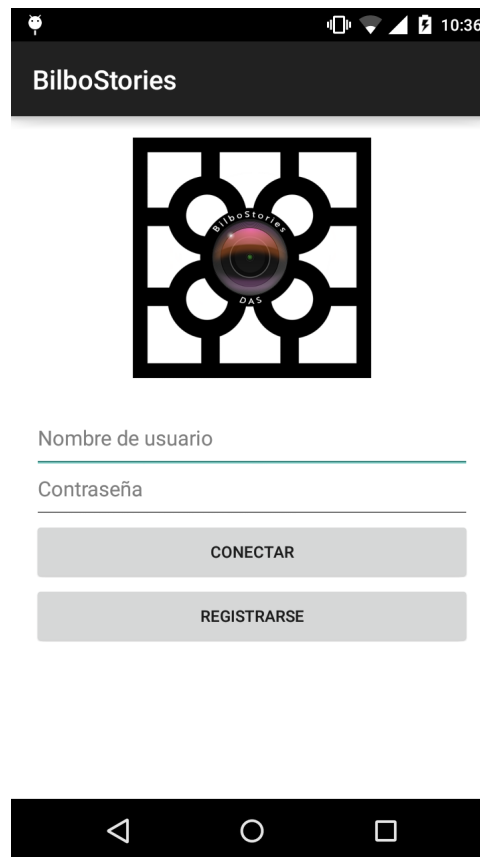 10:36
BilboStories
BilboStories
DAS
Nombre de usuario
Contraseña
CONECTAR
REGISTRARSE